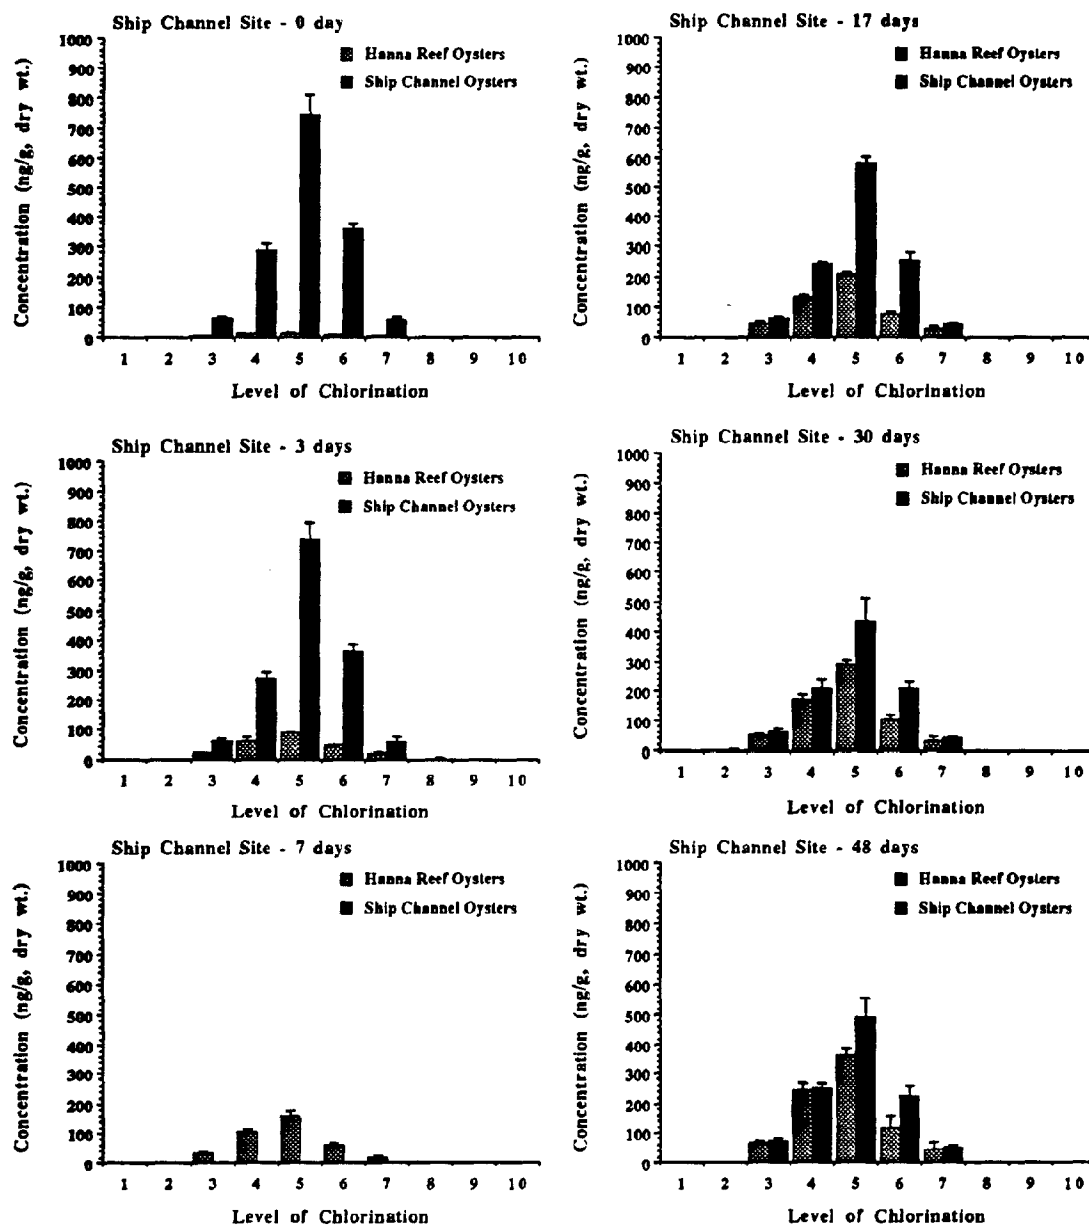 Ship Channel Site - 0 day
Concentration (ng/g, dry wt.)
1000
900
800
700
600
500
400
300
200
100
0
Hanna Reef Oysters
Ship Channel Oysters
1 2 3 4 5 6 7 8 9 10
Level of Chlorination
Ship Channel Site - 17 days
Concentration (ng/g, dry wt.)
1000
900
800
700
600
500
400
300
200
100
0
Hanna Reef Oysters
Ship Channel Oysters
1 2 3 4 5 6 7 8 9 10
Level of Chlorination
Ship Channel Site - 3 days
Concentration (ng/g, dry wt.)
1000
900
800
700
600
500
400
300
200
100
0
Hanna Reef Oysters
Ship Channel Oysters
1 2 3 4 5 6 7 8 9 10
Level of Chlorination
Ship Channel Site - 30 days
Concentration (ng/g, dry wt.)
1000
900
800
700
600
500
400
300
200
100
0
Hanna Reef Oysters
Ship Channel Oysters
1 2 3 4 5 6 7 8 9 10
Level of Chlorination
Ship Channel Site - 7 days
Concentration (ng/g, dry wt.)
1000
900
800
700
600
500
400
300
200
100
0
Hanna Reef Oysters
Ship Channel Oysters
1 2 3 4 5 6 7 8 9 10
Level of Chlorination
Ship Channel Site - 48 days
Concentration (ng/g, dry wt.)
1000
900
800
700
600
500
400
300
200
100
0
Hanna Reef Oysters
Ship Channel Oysters
1 2 3 4 5 6 7 8 9 10
Level of Chlorination